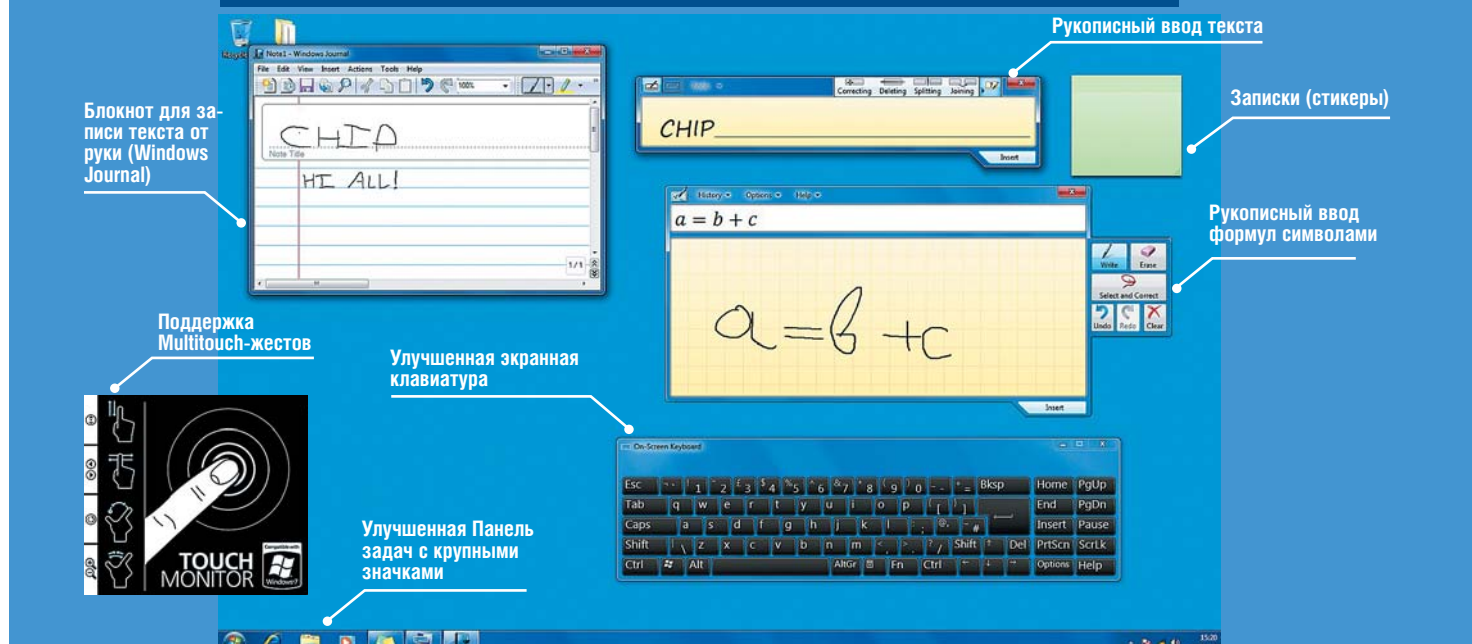 Рукописный ввод текста
Note1 - Windows Journal
File Edit View Insert Actions Tools Help
100%
Correcting Deleting Splitting Joining
Записки (стикеры)
Блокнот для за-
писи текста от
руки (Windows
Journal)
CHIP
Note Title
HI ALL!
1/1
CHIP
Insert
History Options Help
a = b + c
Рукописный ввод
формул символами
Write Erase
Select and Correct
Undo Redo Clear
a = b + c
Insert
Поддержка
Multitouch-жестов
Улучшенная экранная
клавиатура
On-Screen Keyboard
Esc 1 2 £ 3 $ 4 % 5 ^ 6 & 7 * 8 ( 9 ) 0 - + = Bksp Home PgUp
Tab q w e r t y u i o p { [ } ] End PgDn
Caps a s d f g h j k l : ; @ ~ # Insert Pause
Shift | \ z x c v b n m < , > . ? / Shift ↑ Del PrtScn ScrLk
Ctrl Alt AltGr Fn Ctrl ← ↓ → Options Help
TOUCH
MONITOR
Compatible with
Windows 7
Улучшенная Панель
задач с крупными
значками
15:20